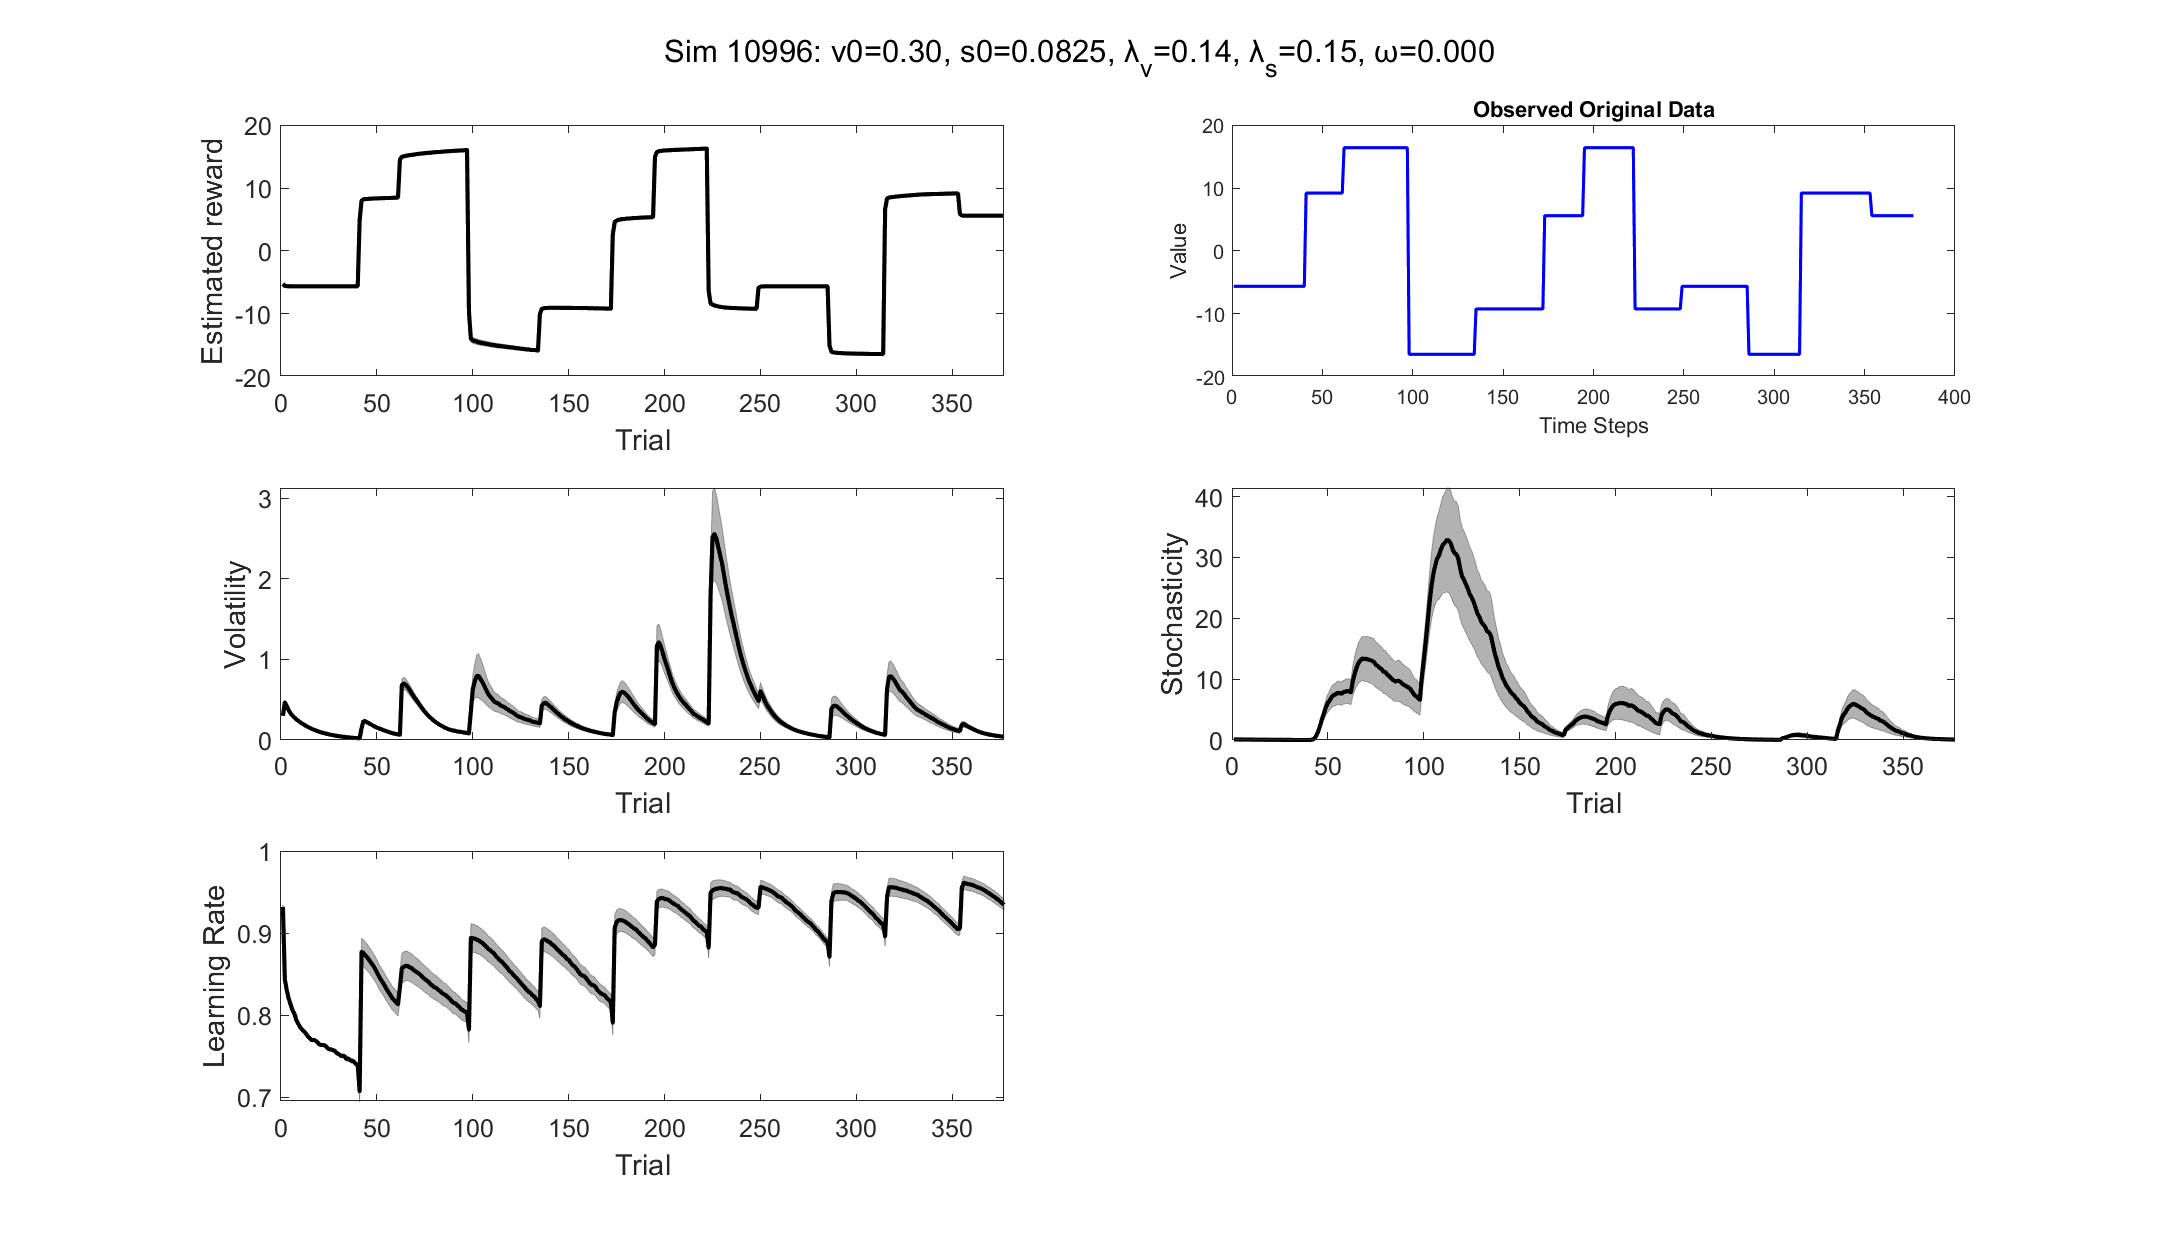 Sim 10996: v0=0.30, s0=0.0825, λ_v=0.14, λ_s=0.15, ω=0.000
Estimated reward
20
10
0
-10
-20
0 50 100 150 200 250 300 350
Trial
Observed Original Data
Value
20
10
0
-10
-20
0 50 100 150 200 250 300 350 400
Time Steps
Volatility
3
2
1
0
0 50 100 150 200 250 300 350
Trial
Stochasticity
40
30
20
10
0
0 50 100 150 200 250 300 350
Trial
Learning Rate
1
0.9
0.8
0.7
0 50 100 150 200 250 300 350
Trial